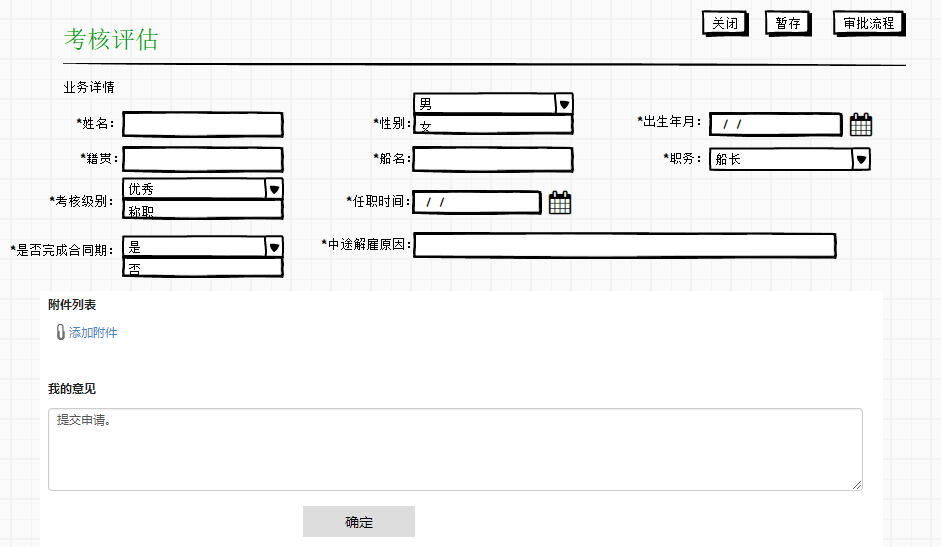 关闭 暂存 审批流程
考核评估
业务详情
*姓名： *性别： 男 *出生年月： / /
女
*籍贯： *船名： *职务： 船长
*考核级别： 优秀 *任职时间： / /
称职
*是否完成合同期： 是 *中途解雇原因：
否
附件列表
添加附件
我的意见
提交申请。
确定